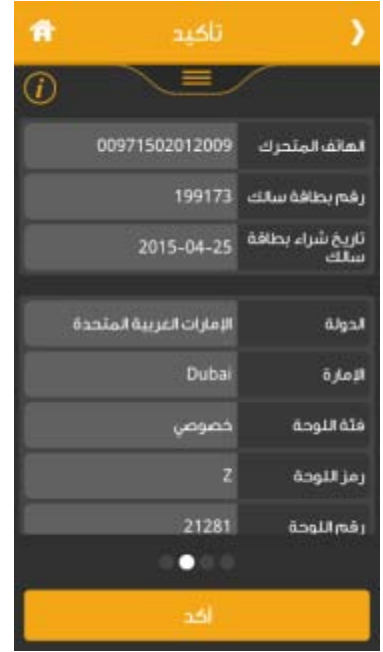 تأكيد
الهاتف المتحرك 00971502012009
رقم بطاقة سالك 199173
تاريخ شراء بطاقة سالك 2015-04-25
الدولة الإمارات العربية المتحدة
الإمارة Dubai
فئة اللوحة خصوصي
رمز اللوحة Z
رقم اللوحة 21281
أكد